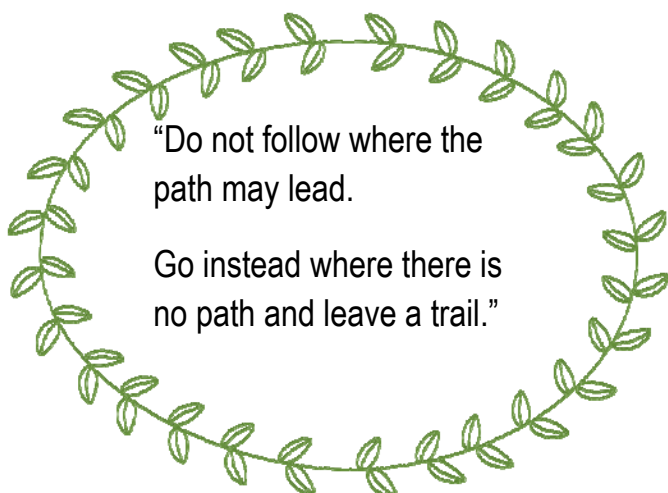 “Do not follow where the
path may lead.
Go instead where there is
no path and leave a trail.”